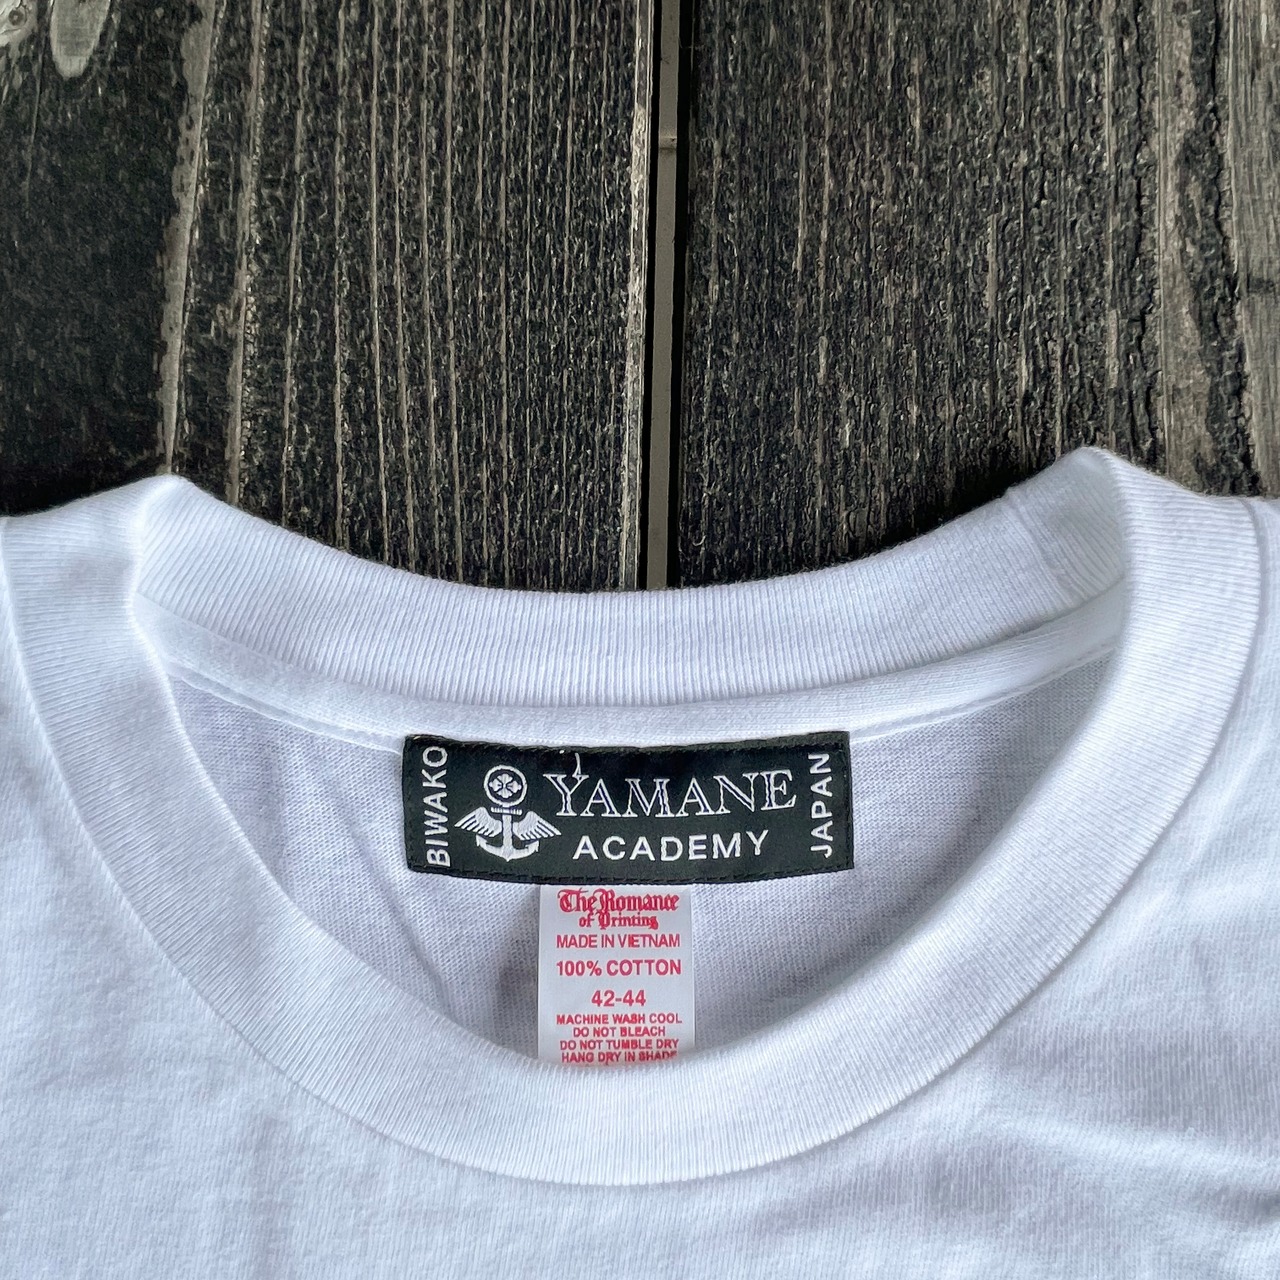 BIWAKO
YAMANE
ACADEMY
JAPAN
The Romance
of Printing
MADE IN VIETNAM
100% COTTON
42-44
MACHINE WASH COOL
DO NOT BLEACH
DO NOT TUMBLE DRY
HANG DRY IN SHADE